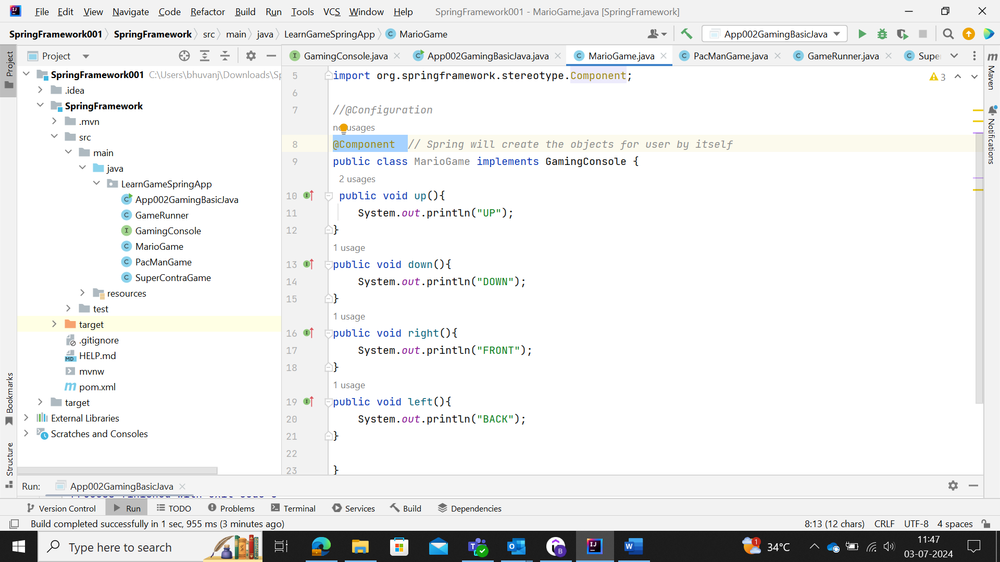 File Edit View Navigate Code Refactor Build Run Tools VCS Window Help SpringFramework001 - MarioGame.java [SpringFramework]
SpringFramework001 SpringFramework src main java LearnGameSpringApp MarioGame App002GamingBasicJava
Project
GamingConsole.java App002GamingBasicJava.java MarioGame.java PacManGame.java GameRunner.java Supe
Project
Bookmarks
Structure
SpringFramework001 C:\Users\bhuvanj\Downloads\Sp
.idea
SpringFramework
.mvn
src
main
java
LearnGameSpringApp
App002GamingBasicJava
GameRunner
GamingConsole
MarioGame
PacManGame
SuperContraGame
resources
test
target
.gitignore
HELP.md
mvnw
pom.xml
target
External Libraries
Scratches and Consoles
5 import org.springframework.stereotype.Component;
6
7 //@Configuration
no usages
8 @Component // Spring will create the objects for user by itself
9 public class MarioGame implements GamingConsole {
2 usages
10 public void up(){
11 System.out.println("UP");
12 }
1 usage
13 public void down(){
14 System.out.println("DOWN");
15 }
1 usage
16 public void right(){
17 System.out.println("FRONT");
18 }
1 usage
19 public void left(){
20 System.out.println("BACK");
21 }
22
23 }
3
Maven
Notifications
Run: App002GamingBasicJava
Version Control Run TODO Problems Terminal Services Build Dependencies
Build completed successfully in 1 sec, 955 ms (3 minutes ago) 8:13 (12 chars) CRLF UTF-8 4 spaces
Type here to search 1 34°C 11:47
03-07-2024